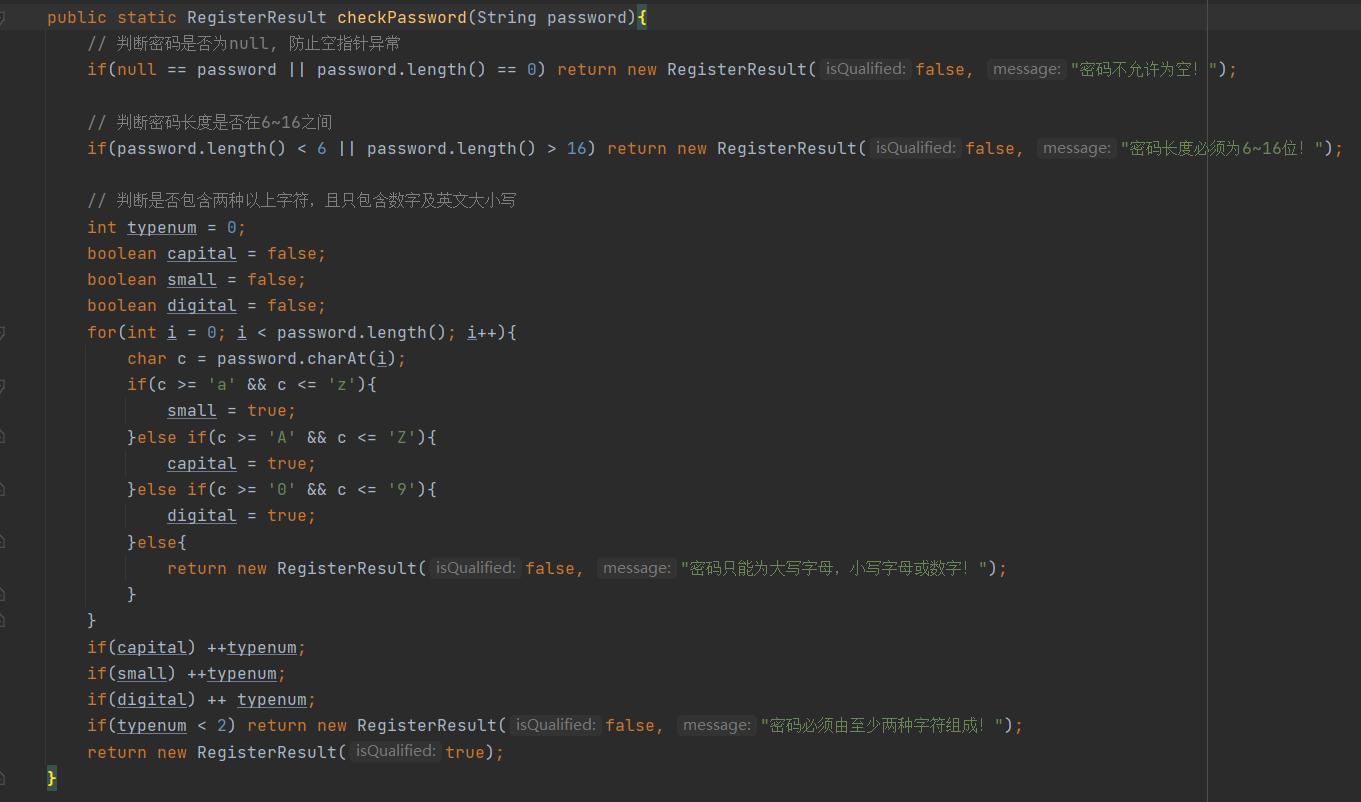 public static RegisterResult checkPassword(String password){
// 判断密码是否为null, 防止空指针异常
if(null == password || password.length() == 0) return new RegisterResult( isQualified: false, message: "密码不允许为空！");
// 判断密码长度是否在6~16之间
if(password.length() < 6 || password.length() > 16) return new RegisterResult( isQualified: false, message: "密码长度必须为6~16位！");
// 判断是否包含两种以上字符，且只包含数字及英文大小写
int typenum = 0;
boolean capital = false;
boolean small = false;
boolean digital = false;
for(int i = 0; i < password.length(); i++){
char c = password.charAt(i);
if(c >= 'a' && c <= 'z'){
small = true;
}else if(c >= 'A' && c <= 'Z'){
capital = true;
}else if(c >= '0' && c <= '9'){
digital = true;
}else{
return new RegisterResult( isQualified: false, message: "密码只能为大写字母，小写字母或数字！");
}
}
if(capital) ++typenum;
if(small) ++typenum;
if(digital) ++ typenum;
if(typenum < 2) return new RegisterResult( isQualified: false, message: "密码必须由至少两种字符组成！");
return new RegisterResult( isQualified: true);
}